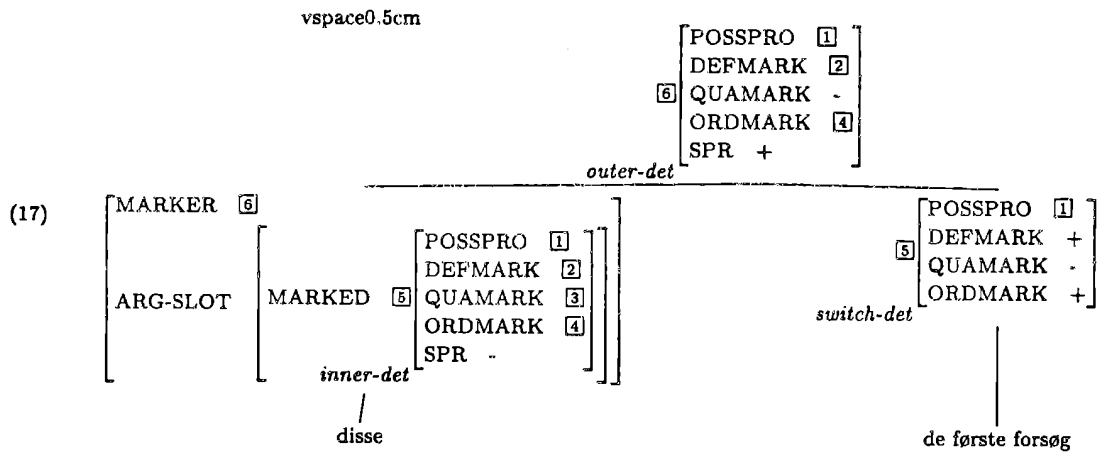 vspace0.5cm
POSSPRO 1
DEFMARK 2
6 QUAMARK -
ORDMARK 4
SPR +
outer-det
(17)
MARKER 6
ARG-SLOT MARKED 5
POSSPRO 1
DEFMARK 2
QUAMARK 3
ORDMARK 4
SPR -
inner-det
disse
POSSPRO 1
5 DEFMARK +
QUAMARK -
ORDMARK +
switch-det
de første forsøg